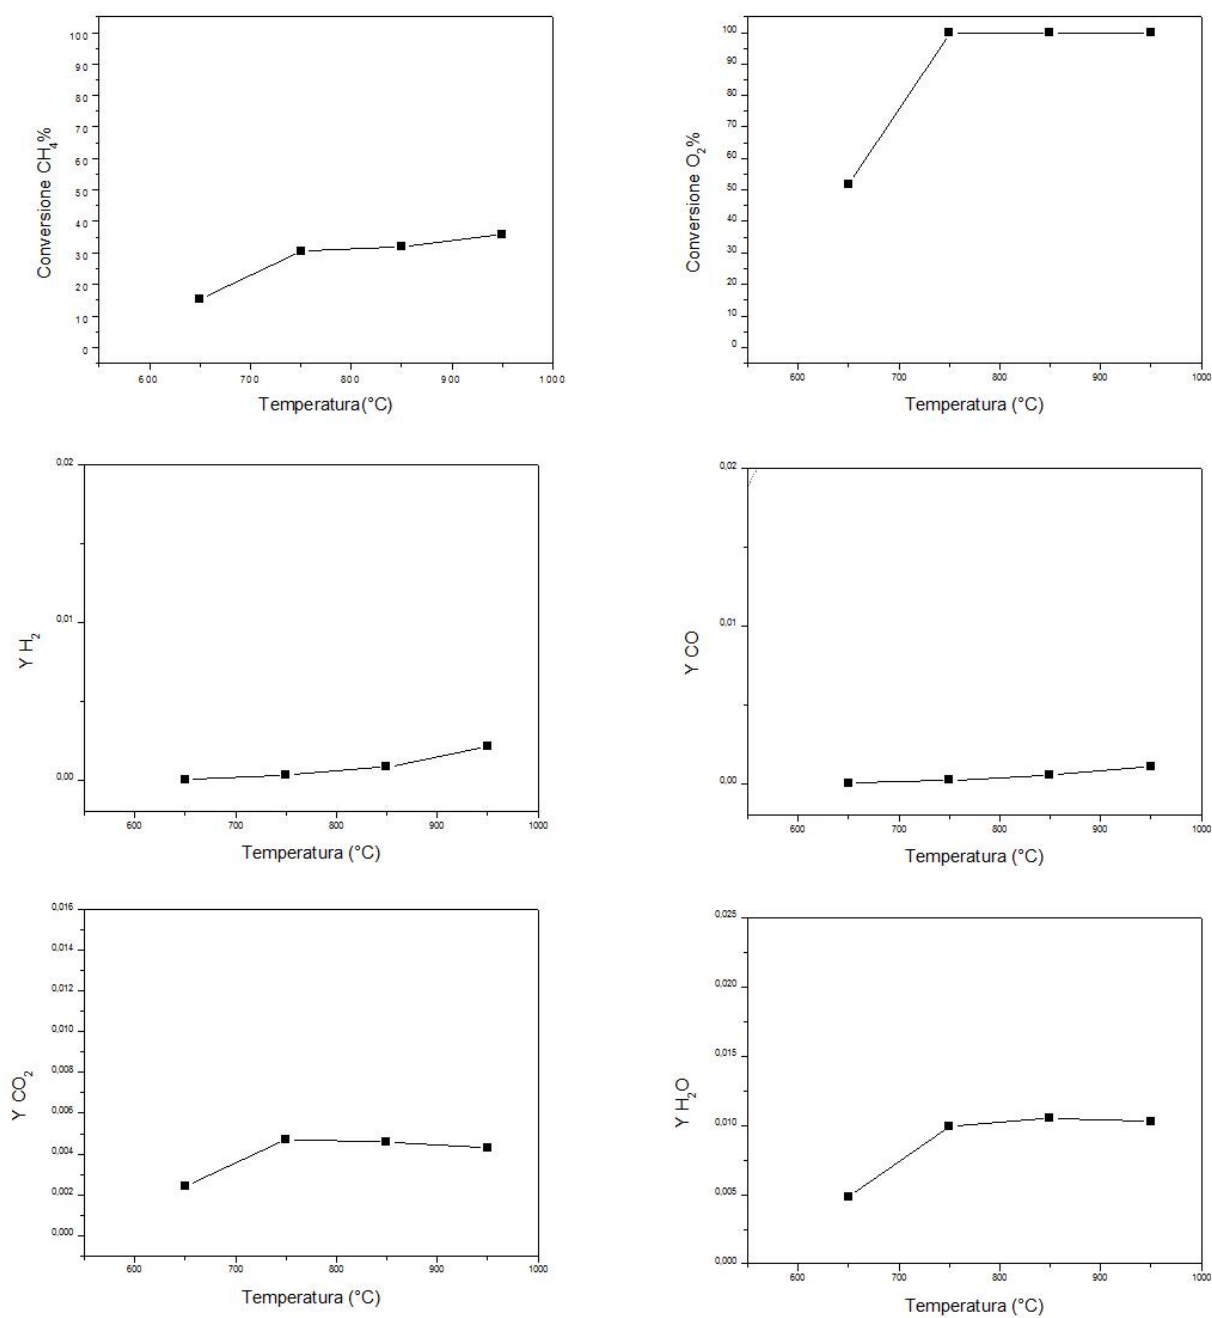 100
90
80
70
60
50
40
30
20
10
0
Conversione CH4%
600 700 800 900 1000
Temperatura(°C)
100
90
80
70
60
50
40
30
20
10
0
Conversione O2%
600 700 800 900 1000
Temperatura (°C)
0,02
0,01
0,00
Y H2
600 700 800 900 1000
Temperatura (°C)
0,02
0,01
0,00
Y CO
600 700 800 900 1000
Temperatura (°C)
0,016
0,014
0,012
0,010
0,008
0,006
0,004
0,002
0,000
Y CO2
600 700 800 900 1000
Temperatura (°C)
0,025
0,020
0,015
0,010
0,005
0,000
Y H2O
600 700 800 900 1000
Temperatura (°C)